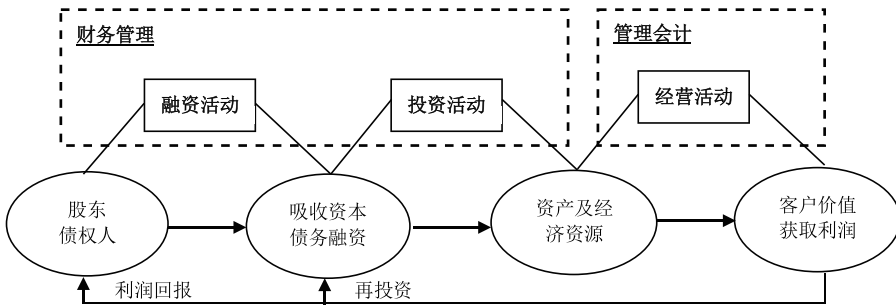 财务管理
管理会计
融资活动
投资活动
经营活动
股东
债权人
吸收资本
债务融资
资产及经
济资源
客户价值
获取利润
利润回报
再投资